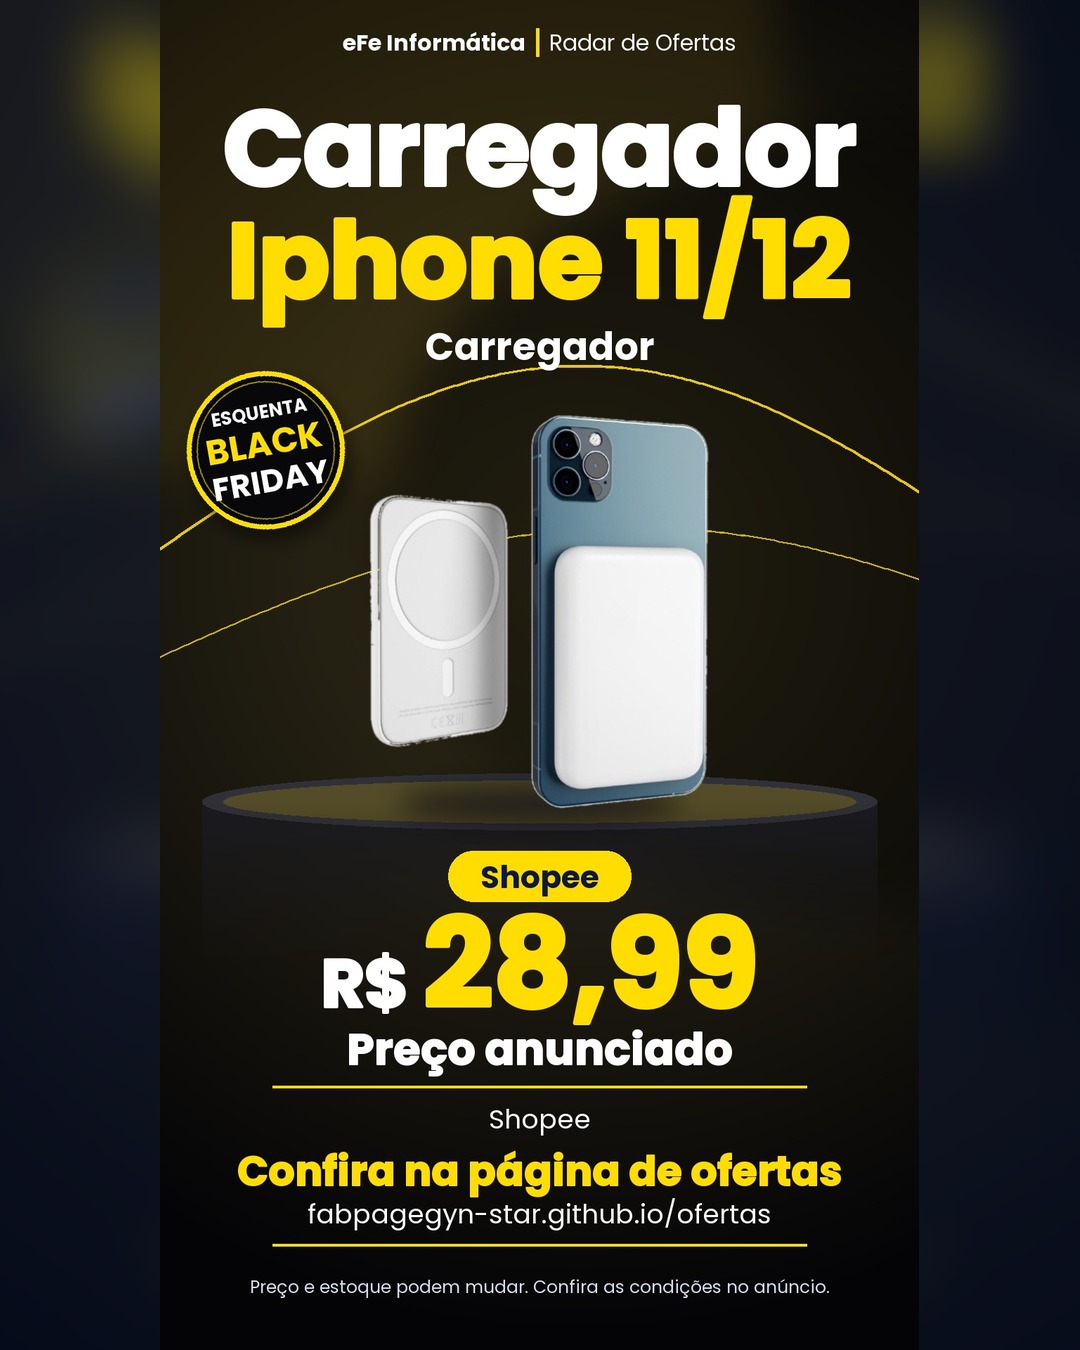 eFe Informática | Radar de Ofertas
Carregador
Iphone 11/12
Carregador
ESQUENTA
BLACK
FRIDAY
Shopee
R$ 28,99
Preço anunciado
Shopee
Confira na página de ofertas
fabpagegyn-star.github.io/ofertas
Preço e estoque podem mudar. Confira as condições no anúncio.